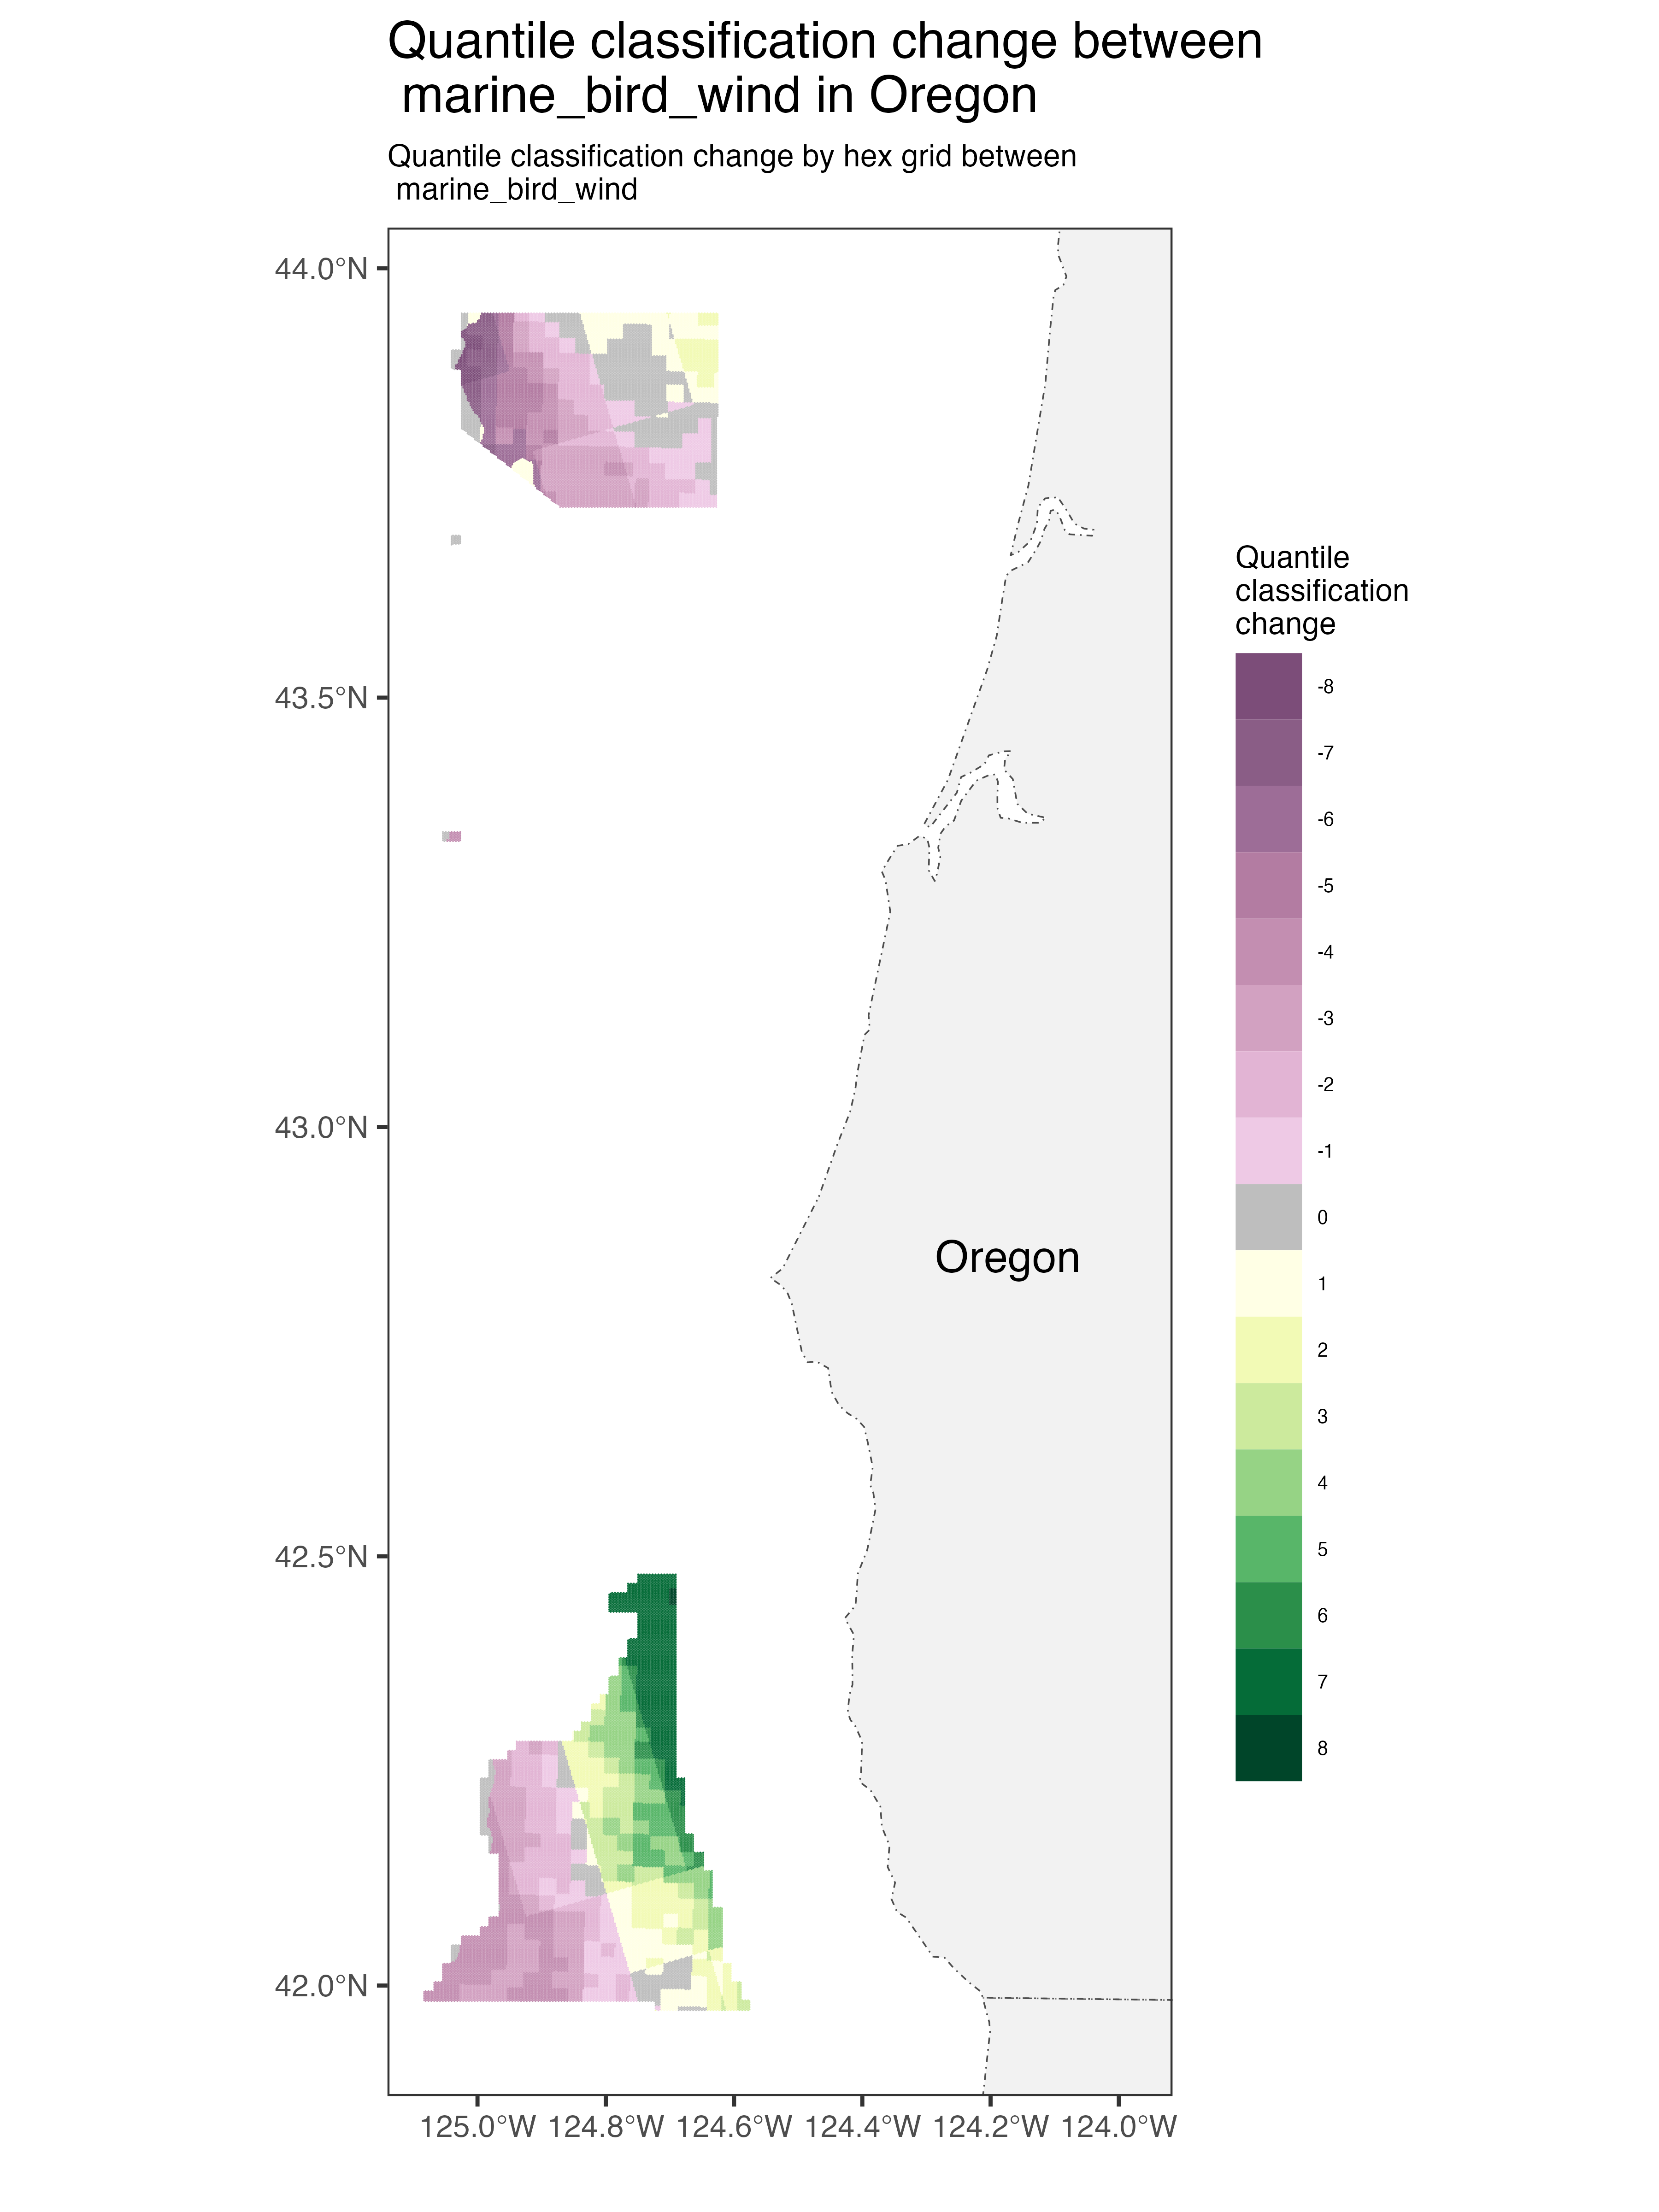 Quantile classification change between
marine_bird_wind in Oregon
Quantile classification change by hex grid between
marine_bird_wind
44.0°N
43.5°N
43.0°N
42.5°N
42.0°N
Oregon
125.0°W 124.8°W 124.6°W 124.4°W 124.2°W 124.0°W
Quantile
classification
change
-8
-7
-6
-5
-4
-3
-2
-1
0
1
2
3
4
5
6
7
8